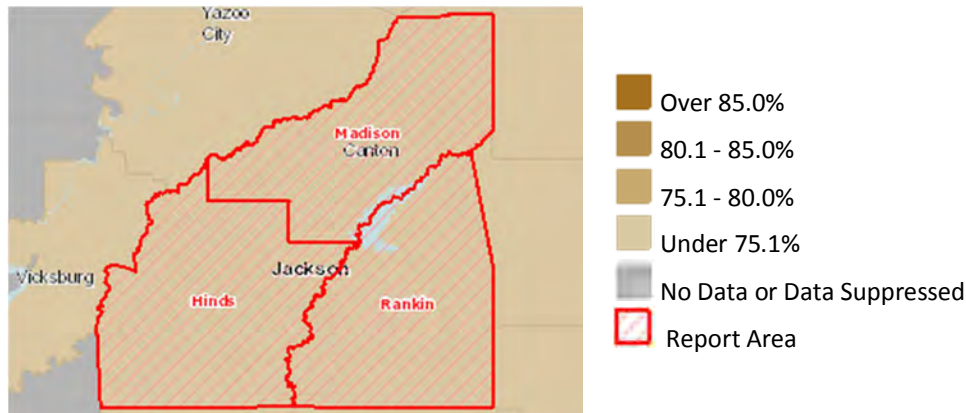 Yazoo
City
Madison
Canton
Vicksburg
Jackson
Hinds
Rankin
Over 85.0%
80.1 - 85.0%
75.1 - 80.0%
Under 75.1%
No Data or Data Suppressed
Report Area